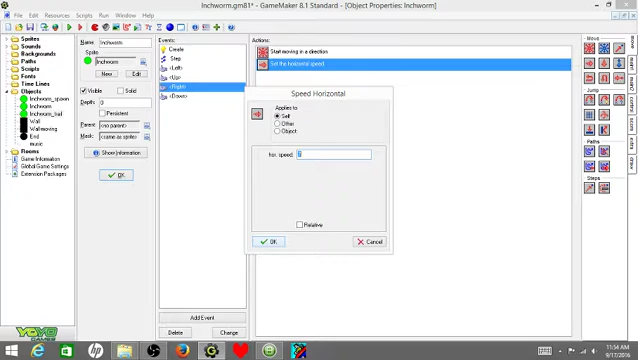 Inchworm.gm81* - GameMaker 8.1 Standard - [Object Properties: Inchworm]
File Edit Resources Scripts Run Window Help
Sprites
Sounds
Backgrounds
Paths
Scripts
Fonts
Time Lines
Objects
Inchworm_spawn
Inchworm
Inchworm_trail
Wall
Wallmoving
End
music
Rooms
Game Information
Global Game Settings
Extension Packages
Name: Inchworm
Sprite
Inchworm
New Edit
Visible Solid
Depth: 0
Persistent
Parent: <no parent>
Mask: <same as sprite>
Show Information
OK
Events:
Create
Step
<Left>
<Up>
<Right>
<Down>
Add Event
Delete Change
Actions:
Start moving in a direction
Set the horizontal speed
Speed Horizontal
Applies to
Self
Other
Object
hor. speed:
Relative
OK Cancel
Move
Jump
Paths
Steps
move
main1
main2
control
score
extra
draw
YOYO
GAMES
11:54 AM
9/17/2016